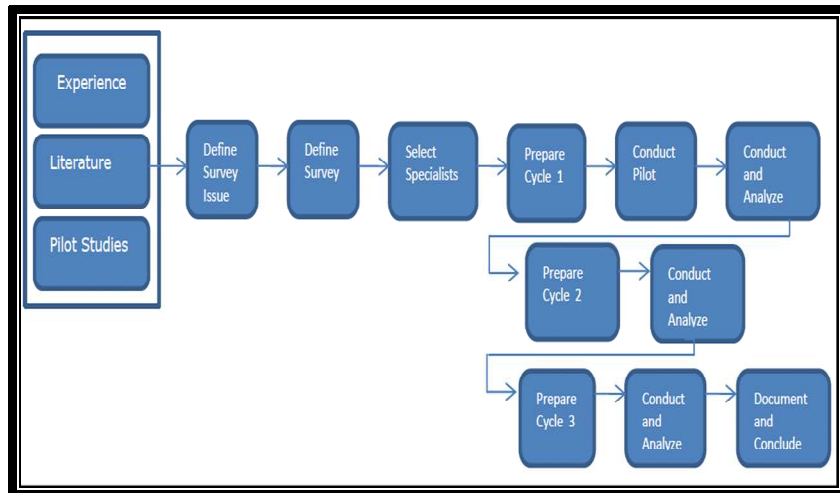 Experience
Literature
Pilot Studies
Define
Survey
Issue
Define
Survey
Select
Specialists
Prepare
Cycle 1
Conduct
Pilot
Conduct
and
Analyze
Prepare
Cycle 2
Conduct
and
Analyze
Prepare
Cycle 3
Conduct
and
Analyze
Document
and
Conclude